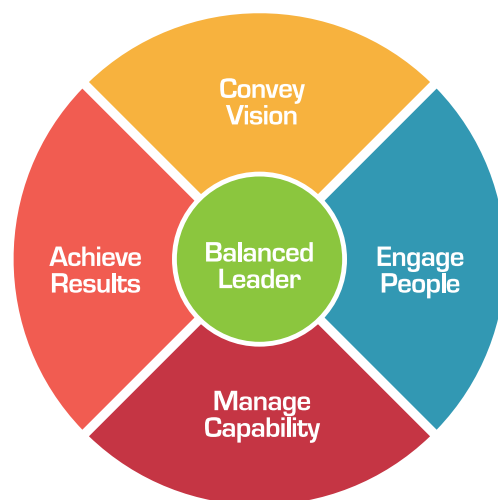 Convey
Vision
Achieve
Results
Balanced
Leader
Engage
People
Manage
Capability